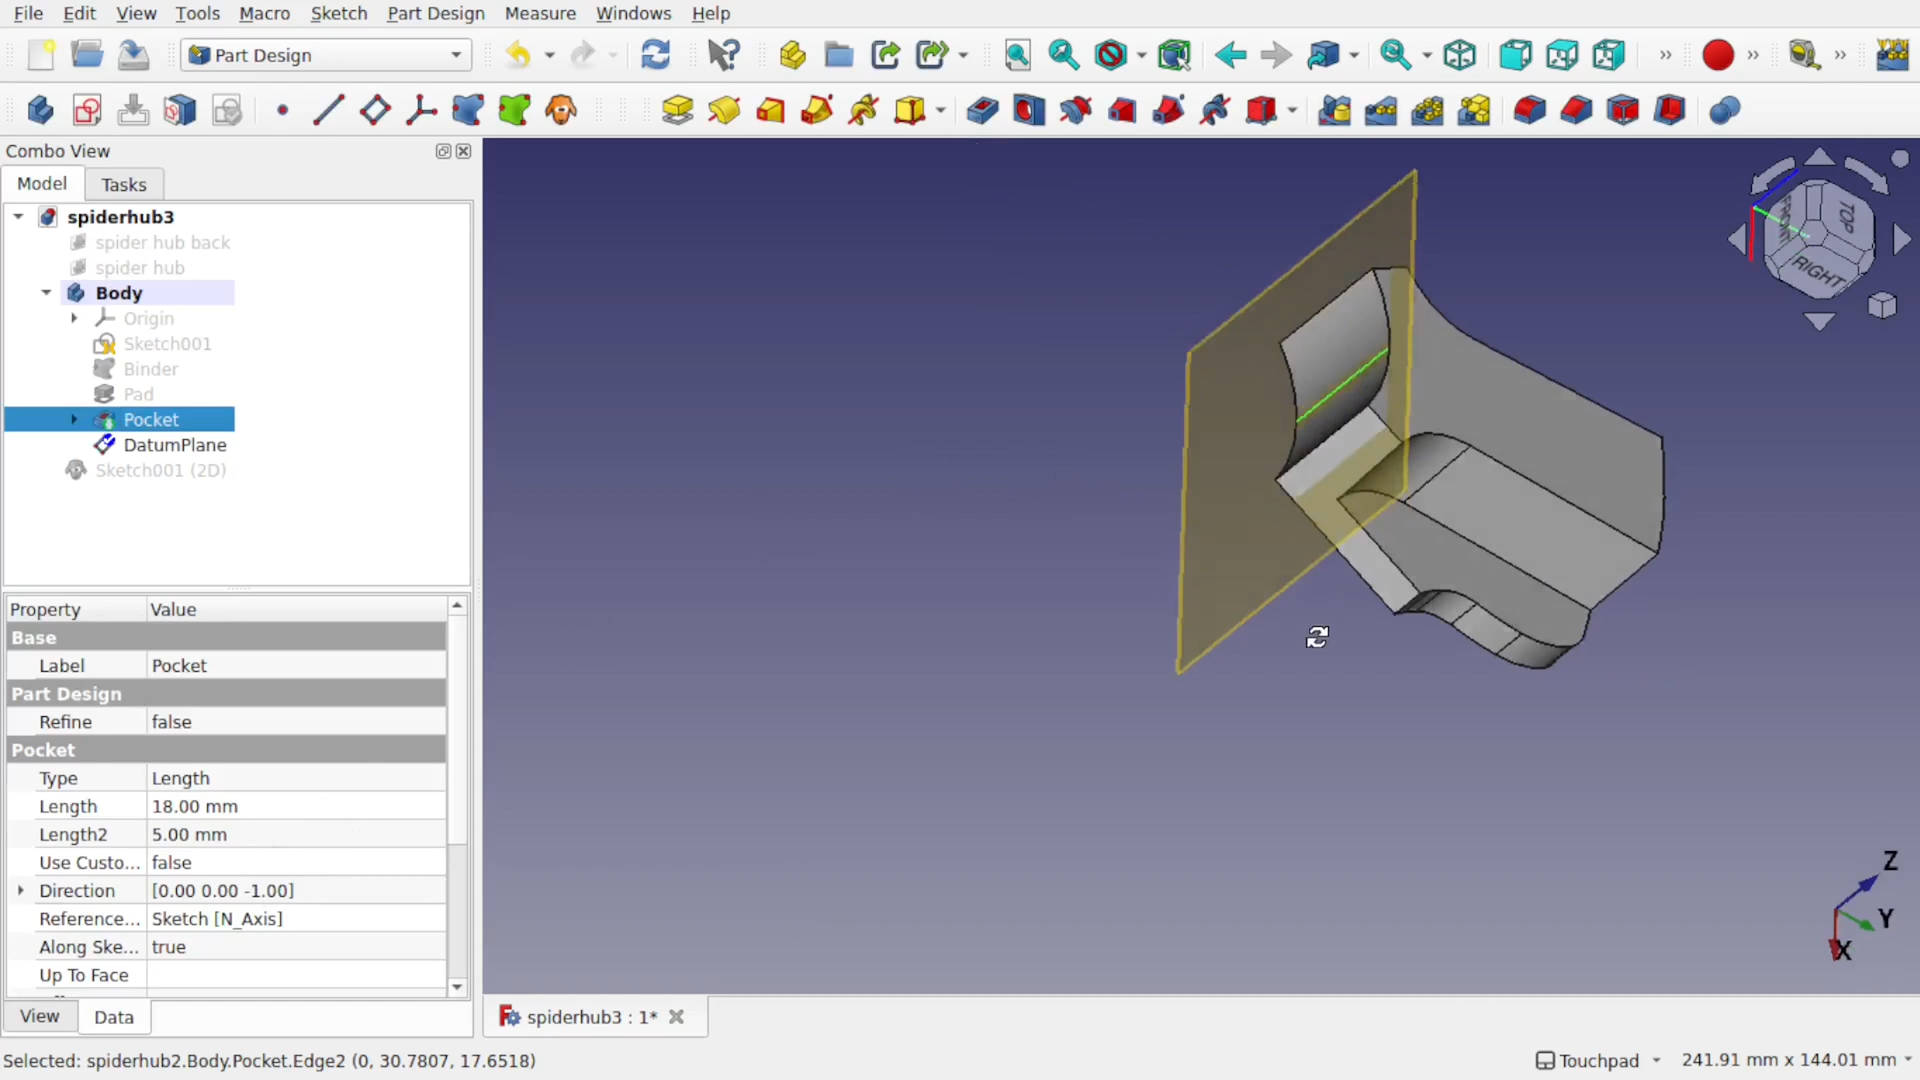 File Edit View Tools Macro Sketch Part Design Measure Windows Help
Part Design
Combo View
Model Tasks
spiderhub3
spider hub back
spider hub
Body
Origin
Sketch001
Binder
Pad
Pocket
DatumPlane
Sketch001 (2D)
Property Value
Base
Label Pocket
Part Design
Refine false
Pocket
Type Length
Length 18.00 mm
Length2 5.00 mm
Use Custo... false
Direction [0.00 0.00 -1.00]
Reference... Sketch [N_Axis]
Along Ske... true
Up To Face
View Data
FRONT TOP
RIGHT
Z
Y
X
spiderhub3 : 1*
Selected: spiderhub2.Body.Pocket.Edge2 (0, 30.7807, 17.6518)
Touchpad 241.91 mm x 144.01 mm